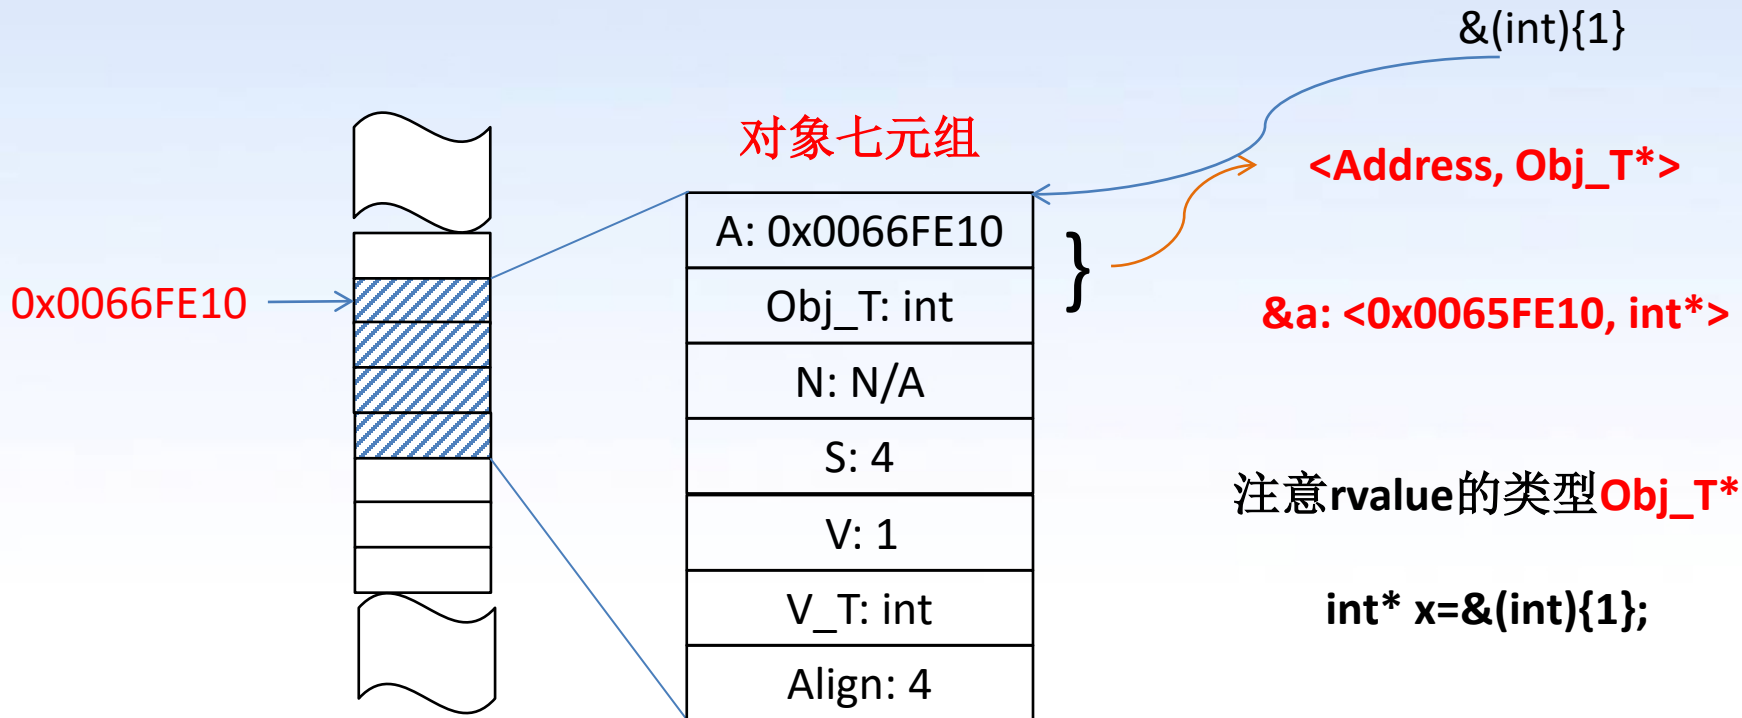 &(int){1}
对象七元组
<Address, Obj_T*>
A: 0x0066FE10
}
0x0066FE10
Obj_T: int
&a: <0x0065FE10, int*>
N: N/A
S: 4
注意rvalue的类型Obj_T*
V: 1
V_T: int
int* x=&(int){1};
Align: 4